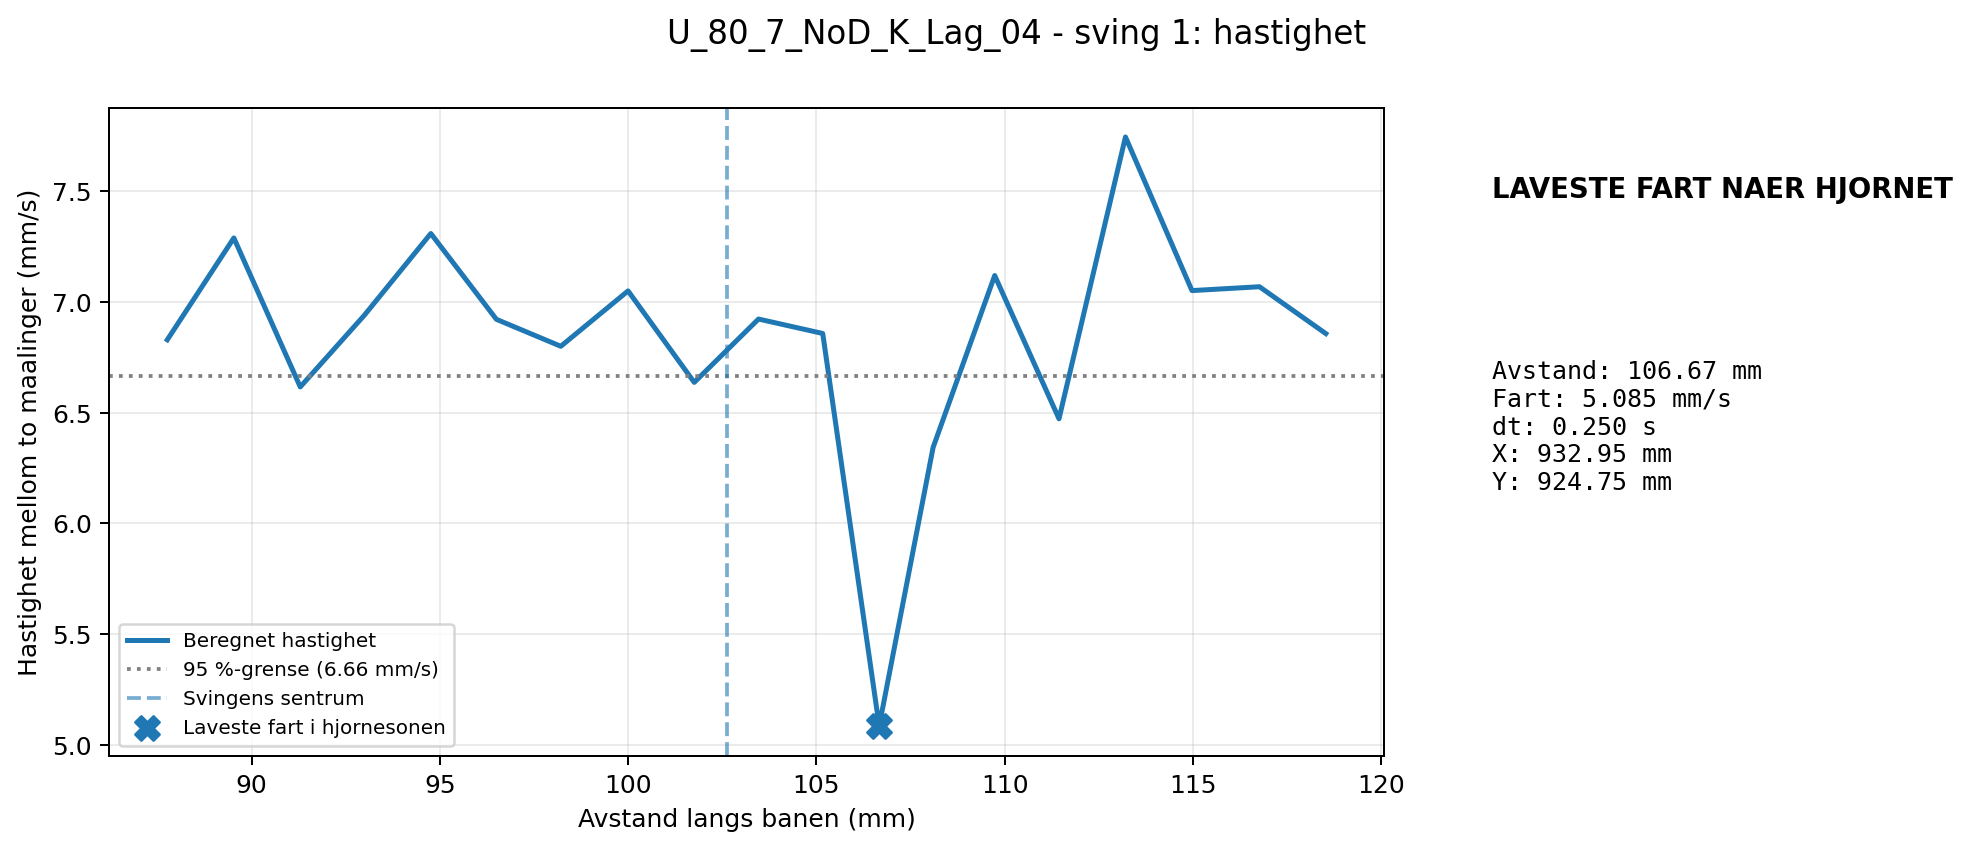 U_80_7_NoD_K_Lag_04 - sving 1: hastighet
Hastighet mellom to maalinger (mm/s)
7.5
7.0
6.5
6.0
5.5
5.0
Beregnet hastighet
95 %-grense (6.66 mm/s)
Svingens sentrum
Laveste fart i hjornesonen
90
95
100
105
110
115
120
Avstand langs banen (mm)
LAVESTE FART NAER HJORNET
Avstand: 106.67 mm
Fart: 5.085 mm/s
dt: 0.250 s
X: 932.95 mm
Y: 924.75 mm